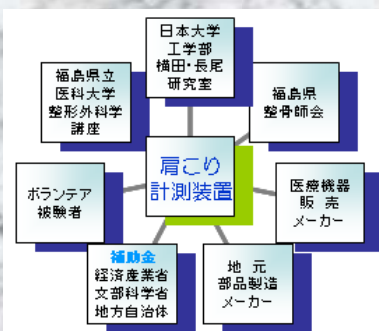 日本大学
工学部
横田・長尾
研究室
福島県立
医科大学
整形外科学
講座
福島県
整骨師会
肩こり
計測装置
ボランテア
被験者
医療機器
販 売
メーカー
補助金
経済産業省
文部科学省
地方自治体
地 元
部品製造
メーカー